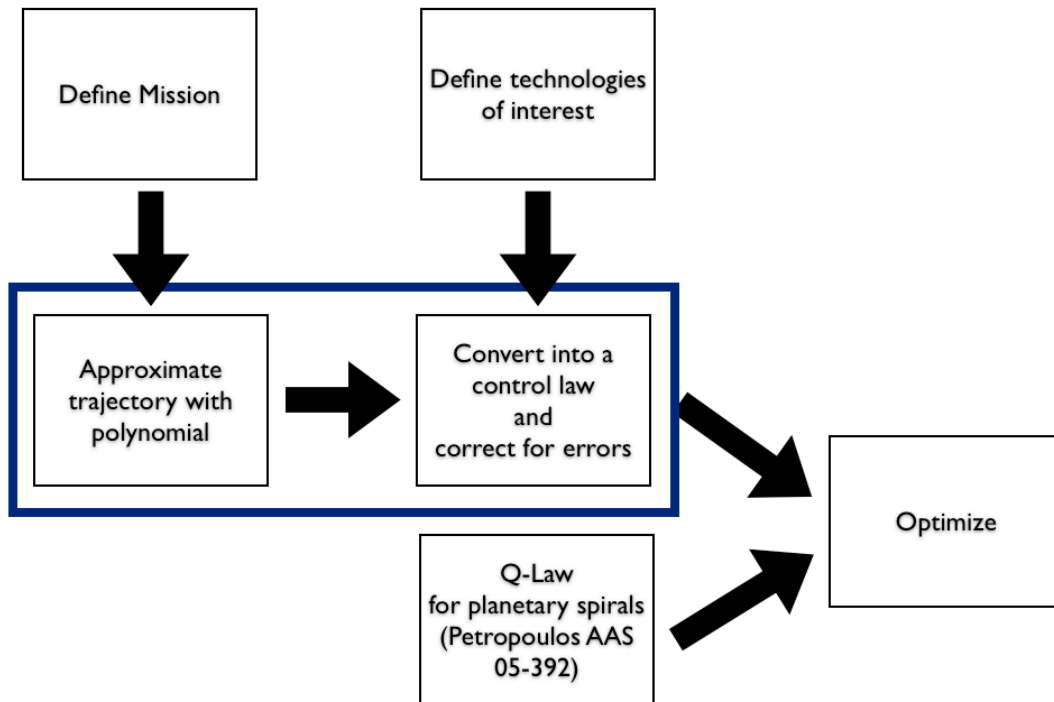 Define Mission
Define technologies
of interest
Approximate
trajectory with
polynomial
Convert into a
control law
and
correct for errors
Optimize
Q-Law
for planetary spirals
(Petropoulos AAS
05-392)